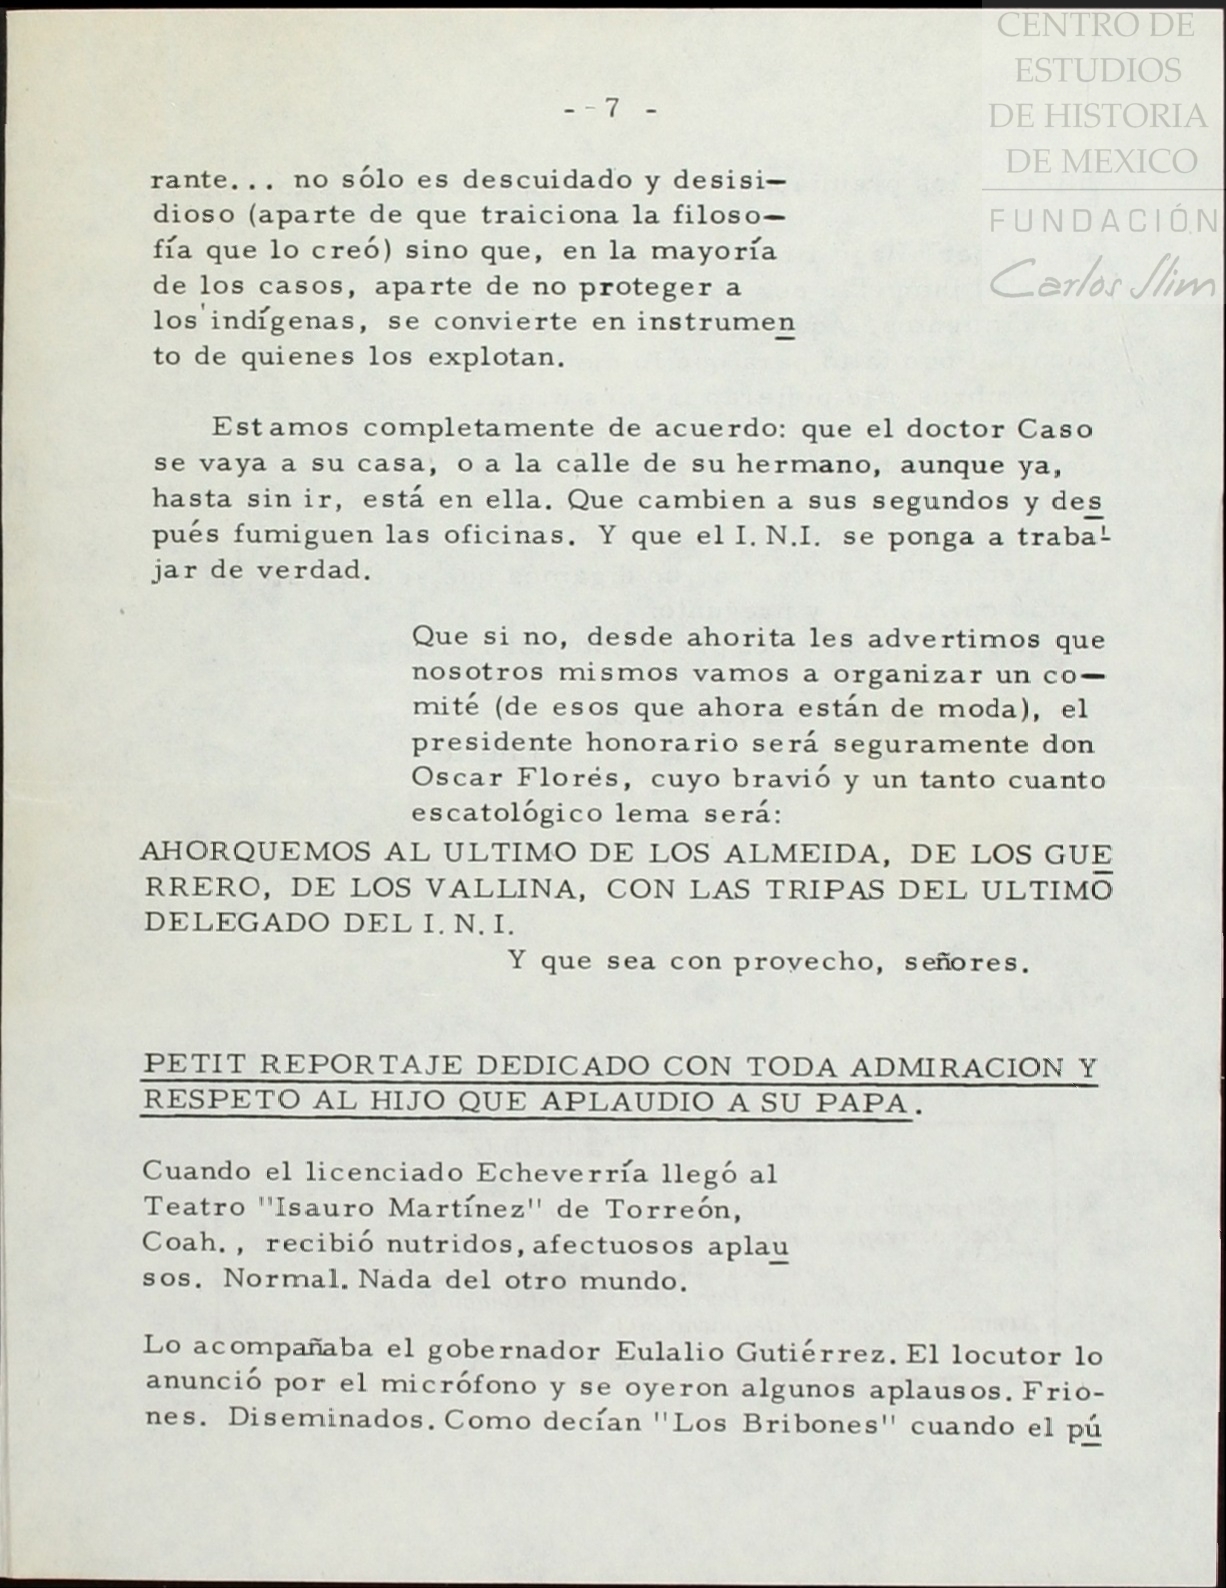 CENTRO DE
ESTUDIOS
DE HISTORIA
DE MEXICO
FUNDACIÓN
Carlos Slim
- - 7 -
rante... no sólo es descuidado y desisi-
dioso (aparte de que traiciona la filoso-
fía que lo creó) sino que, en la mayoría
de los casos, aparte de no proteger a
los indígenas, se convierte en instrumen
to de quienes los explotan.
Estamos completamente de acuerdo: que el doctor Caso
se vaya a su casa, o a la calle de su hermano, aunque ya,
hasta sin ir, está en ella. Que cambien a sus segundos y des
pués fumiguen las oficinas. Y que el I. N.I. se ponga a traba-
jar de verdad.
Que si no, desde ahorita les advertimos que
nosotros mismos vamos a organizar un co-
mité (de esos que ahora están de moda), el
presidente honorario será seguramente don
Oscar Flores, cuyo bravió y un tanto cuanto
escatológico lema será:
AHORQUEMOS AL ULTIMO DE LOS ALMEIDA, DE LOS GUE
RRERO, DE LOS VALLINA, CON LAS TRIPAS DEL ULTIMO
DELEGADO DEL I. N. I.
Y que sea con provecho, señores.
PETIT REPORTAJE DEDICADO CON TODA ADMIRACION Y
RESPETO AL HIJO QUE APLAUDIO A SU PAPA.
Cuando el licenciado Echeverría llegó al
Teatro "Isauro Martínez" de Torreón,
Coah., recibió nutridos, afectuosos aplau
sos. Normal. Nada del otro mundo.
Lo acompañaba el gobernador Eulalio Gutiérrez. El locutor lo
anunció por el micrófono y se oyeron algunos aplausos. Frio-
nes. Diseminados. Como decían "Los Bribones" cuando el pú